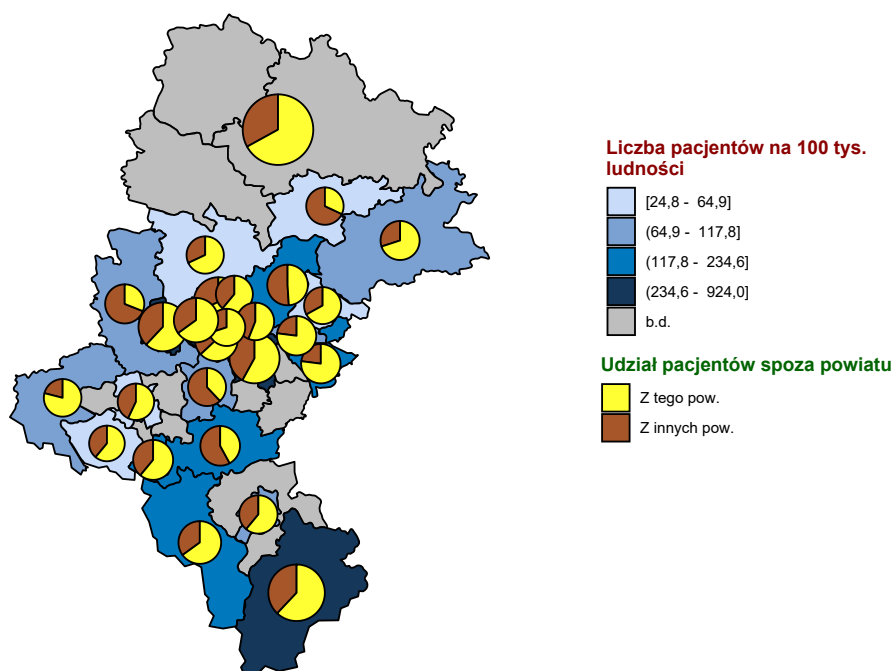 Liczba pacjentów na 100 tys.
ludności
[24,8 - 64,9]
(64,9 - 117,8]
(117,8 - 234,6]
(234,6 - 924,0]
b.d.
Udział pacjentów spoza powiatu
Z tego pow.
Z innych pow.